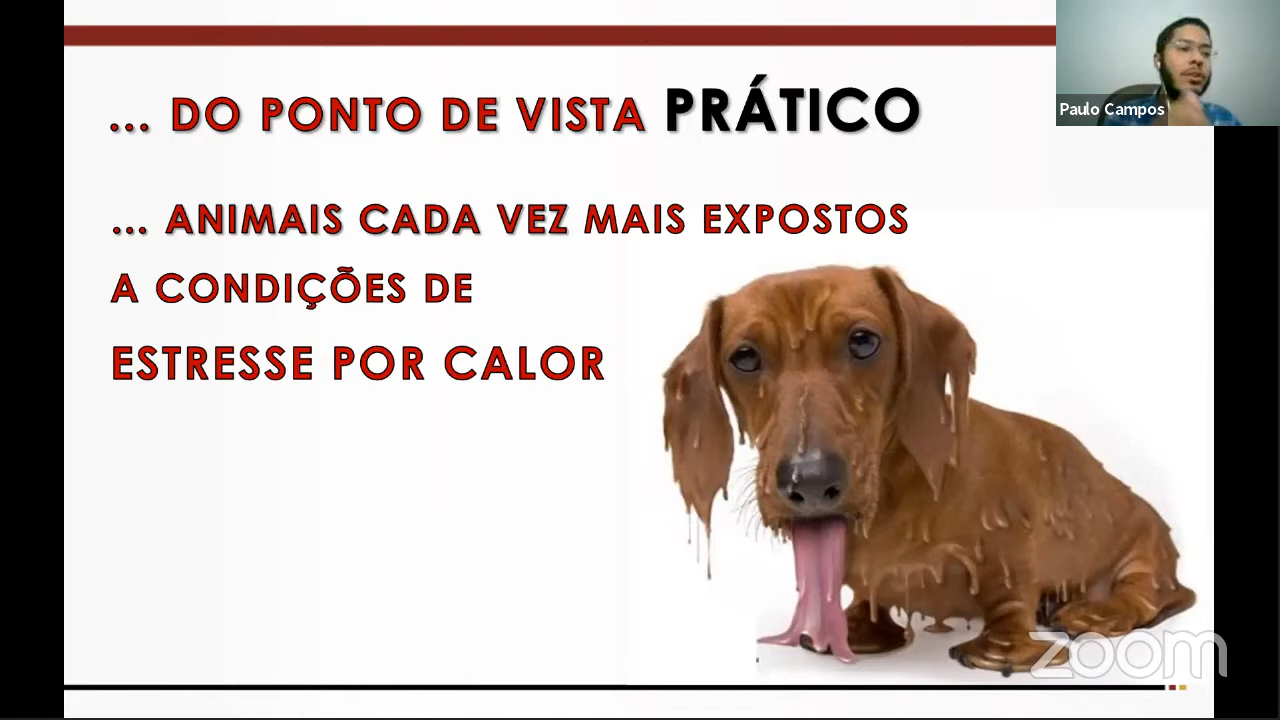 ... DO PONTO DE VISTA PRÁTICO
Paulo Campos
... ANIMAIS CADA VEZ MAIS EXPOSTOS
A CONDIÇÕES DE
ESTRESSE POR CALOR
zoom